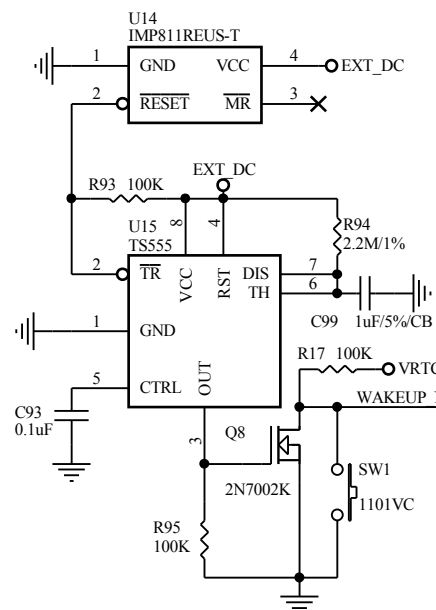 U14
IMP811REUS-T
1 GND VCC 4 EXT_DC
2 RESET MR 3
EXT_DC
R93 100K
U15
TS555
8 4
R94
2.2M/1%
2 TR VCC RST DIS 7
TH 6
C99 1uF/5%/CB
1 GND
R17 100K
VRTC
5 CTRL OUT
WAKEUP_
C93
0.1uF
3
Q8
SW1
2N7002K
1101VC
R95
100K